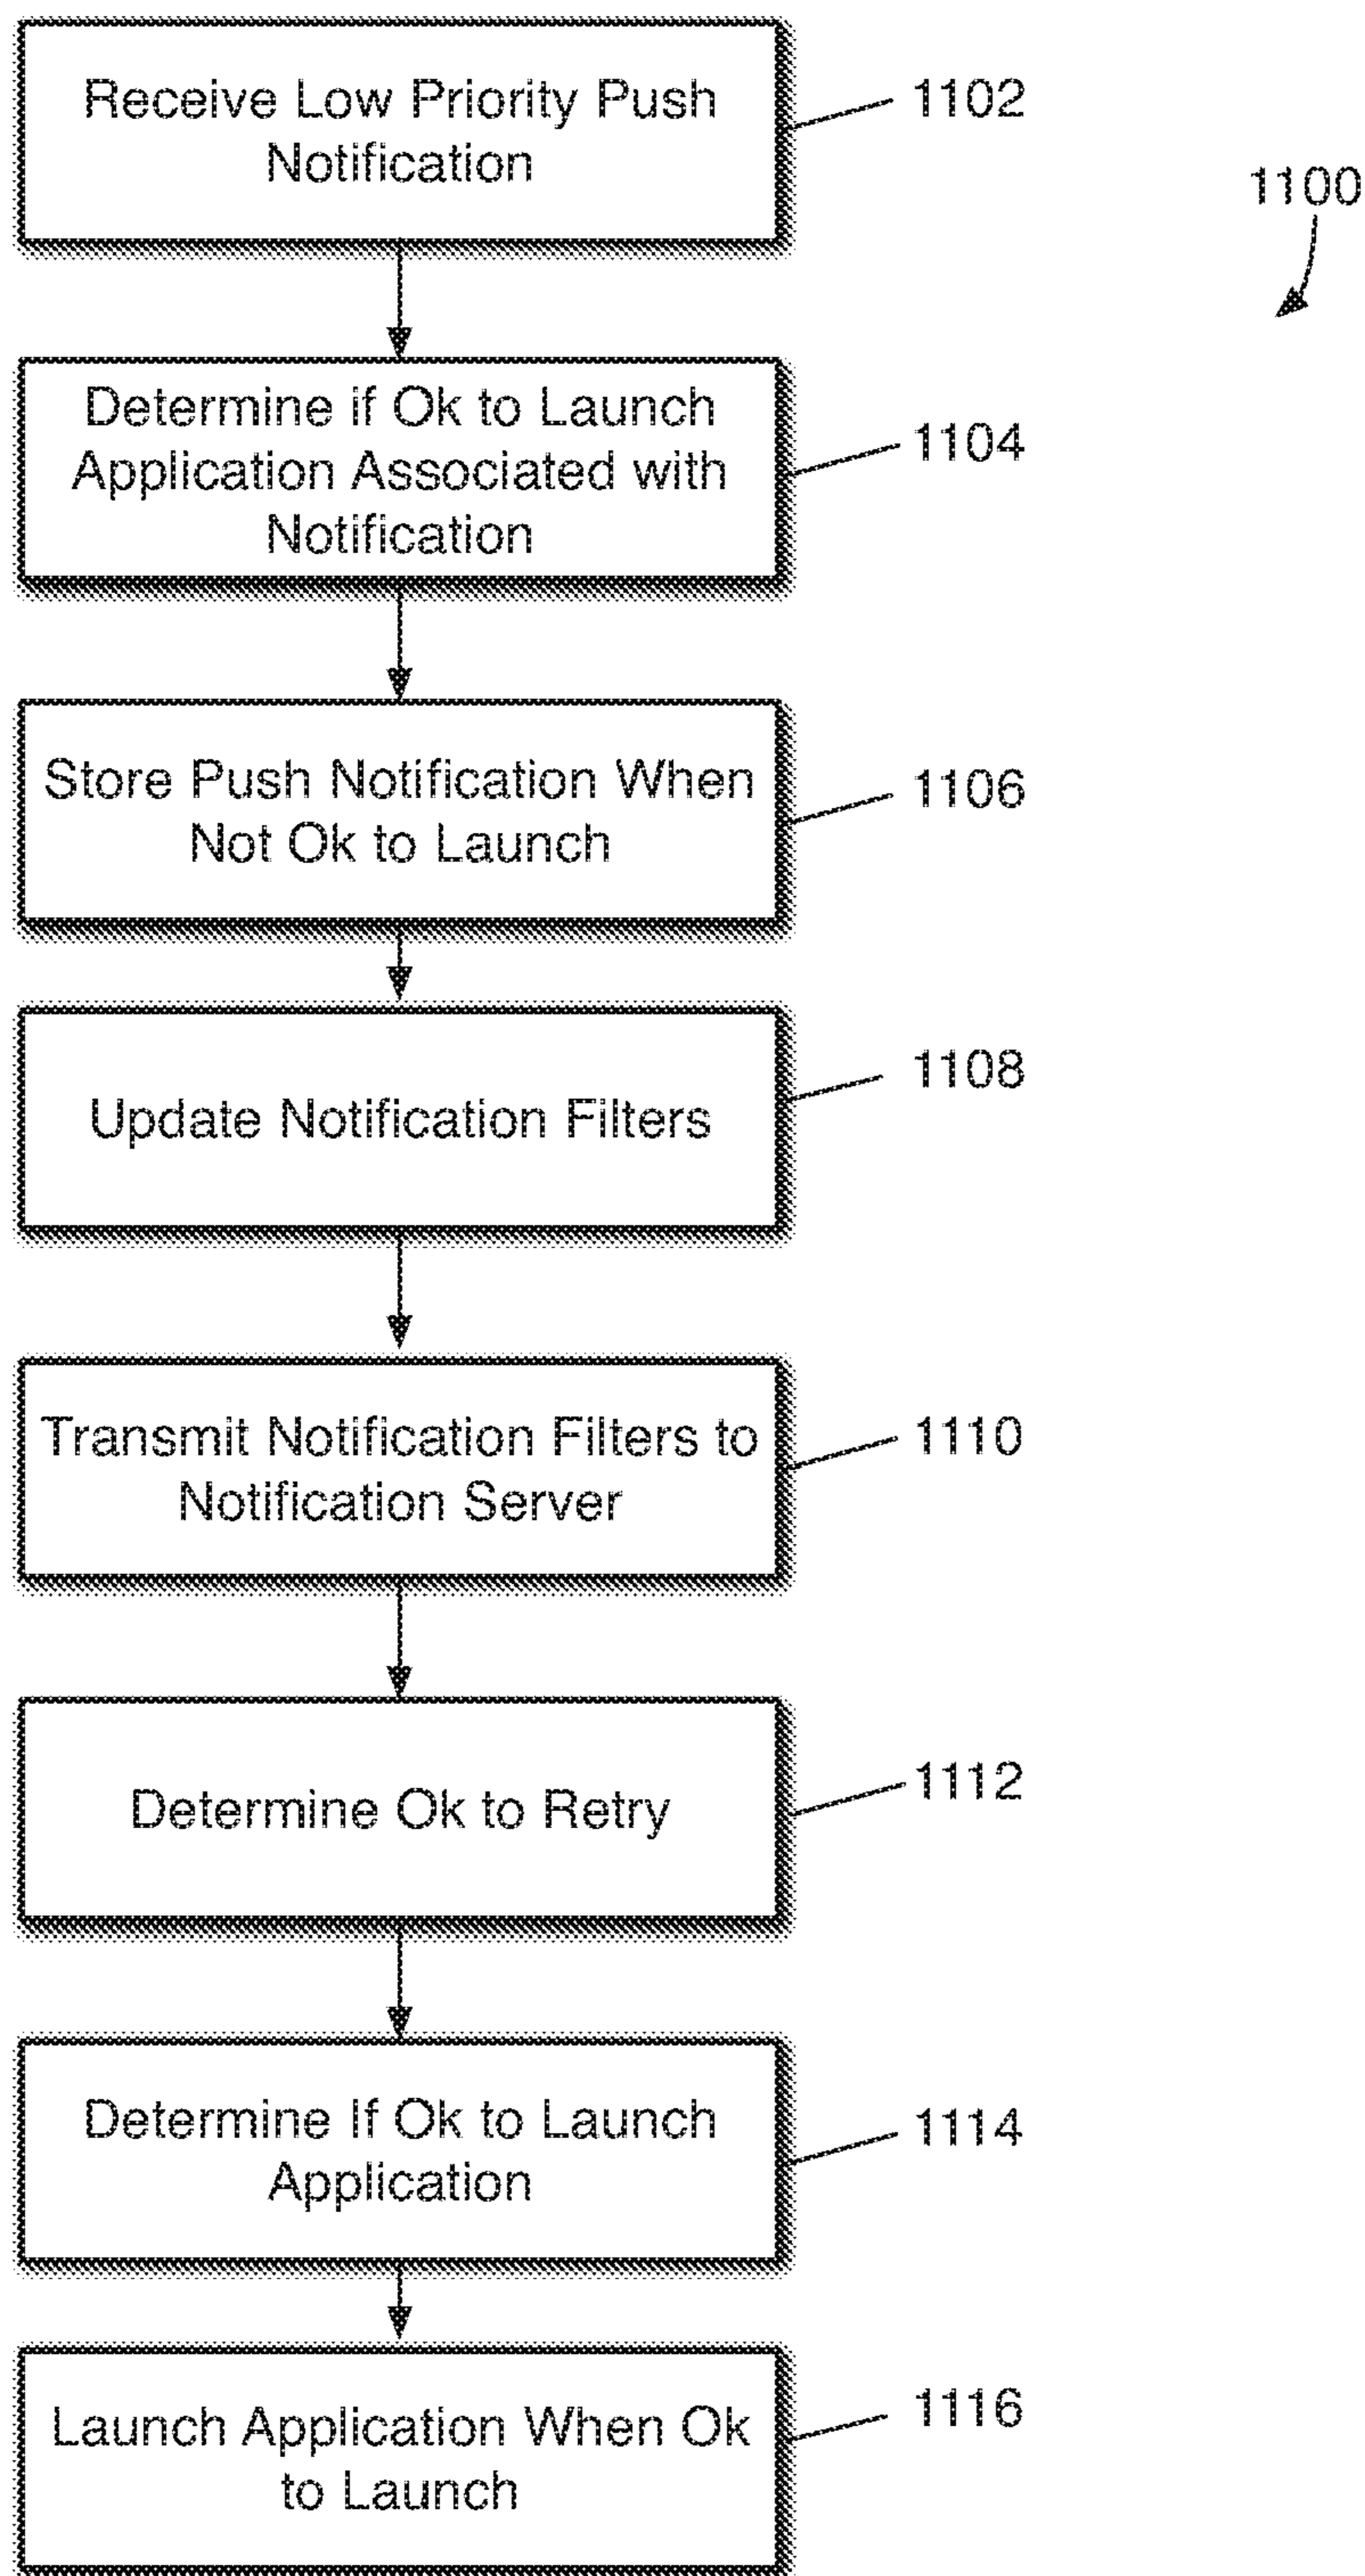 Receive Low Priority Push
Notification
1102
1100
Determine if Ok to Launch
Application Associated with
Notification
1104
Store Push Notification When
Not Ok to Launch
1106
Update Notification Filters
1108
Transmit Notification Filters to
Notification Server
1110
Determine Ok to Retry
1112
Determine If Ok to Launch
Application
1114
Launch Application When Ok
to Launch
1116